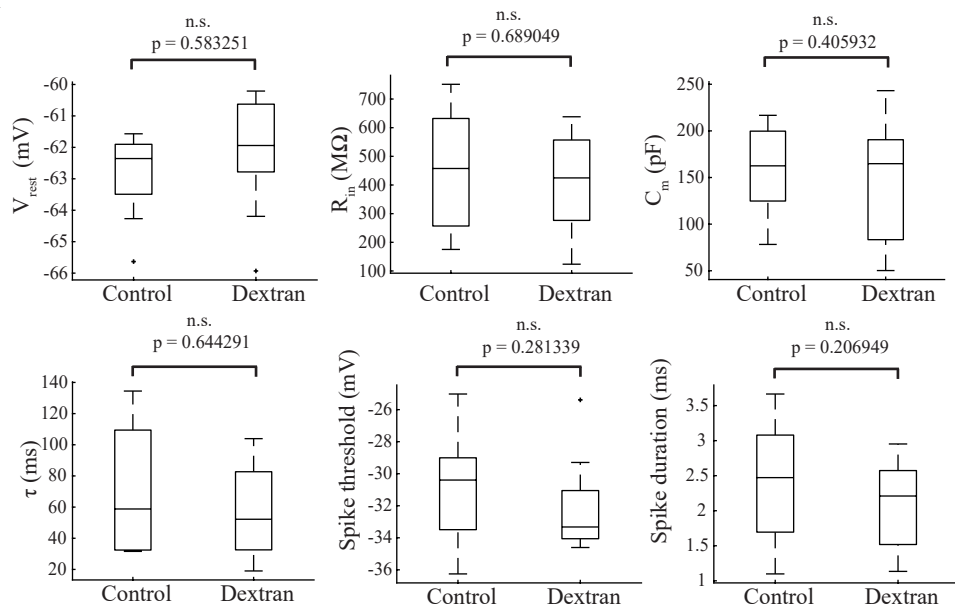 n.s.
p = 0.583251
V_rest (mV)
-60
-61
-62
-63
-64
-65
-66
Control Dextran
n.s.
p = 0.689049
R_in (MΩ)
700
600
500
400
300
200
100
Control Dextran
n.s.
p = 0.405932
C_m (pF)
250
200
150
100
50
Control Dextran
n.s.
p = 0.644291
τ (ms)
140
120
100
80
60
40
20
Control Dextran
n.s.
p = 0.281339
Spike threshold (mV)
-26
-28
-30
-32
-34
-36
Control Dextran
n.s.
p = 0.206949
Spike duration (ms)
3.5
3
2.5
2
1.5
1
Control Dextran